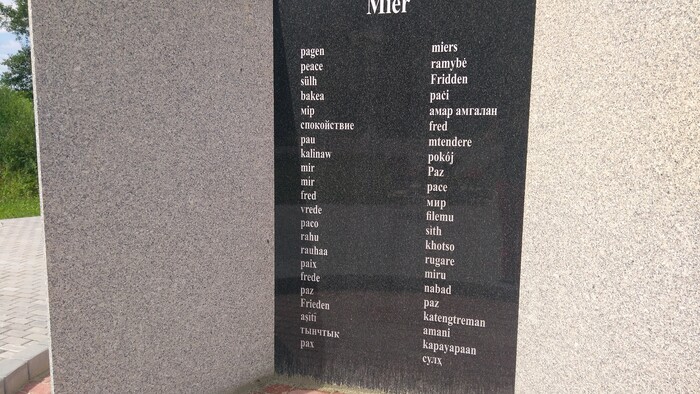 Mier
pagen
peace
sülh
bakea
мір
спокойствие
pau
kalinaw
mir
mir
fred
vrede
paco
rahu
rauhaa
paix
frede
paz
Frieden
aşiti
тынчтык
pax
miers
ramybė
Fridden
paċi
амар амгалан
fred
mtendere
pokój
Paz
pace
мир
filemu
sith
khotso
rugare
miru
nabad
paz
katengtreman
amani
kapayapaan
сулҳ